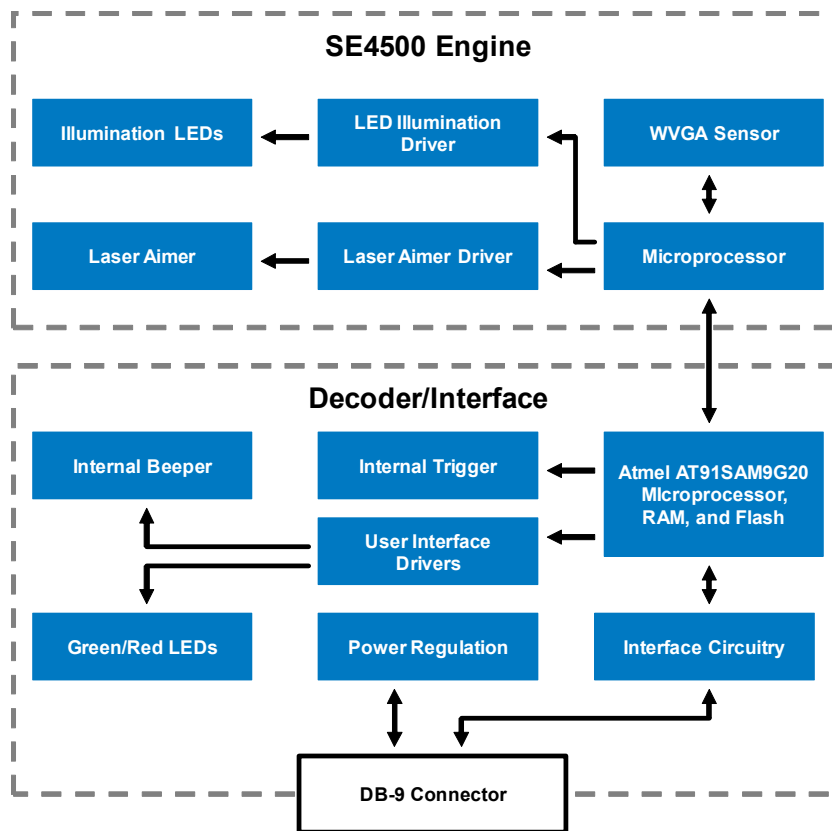 SE4500 Engine
Illumination LEDs
LED Illumination
Driver
WVGA Sensor
Laser Aimer
Laser Aimer Driver
Microprocessor
Decoder/Interface
Internal Beeper
Internal Trigger
Atmel AT91SAM9G20
MIcroprocessor,
RAM, and Flash
User Interface
Drivers
Green/Red LEDs
Power Regulation
Interface Circuitry
DB-9 Connector